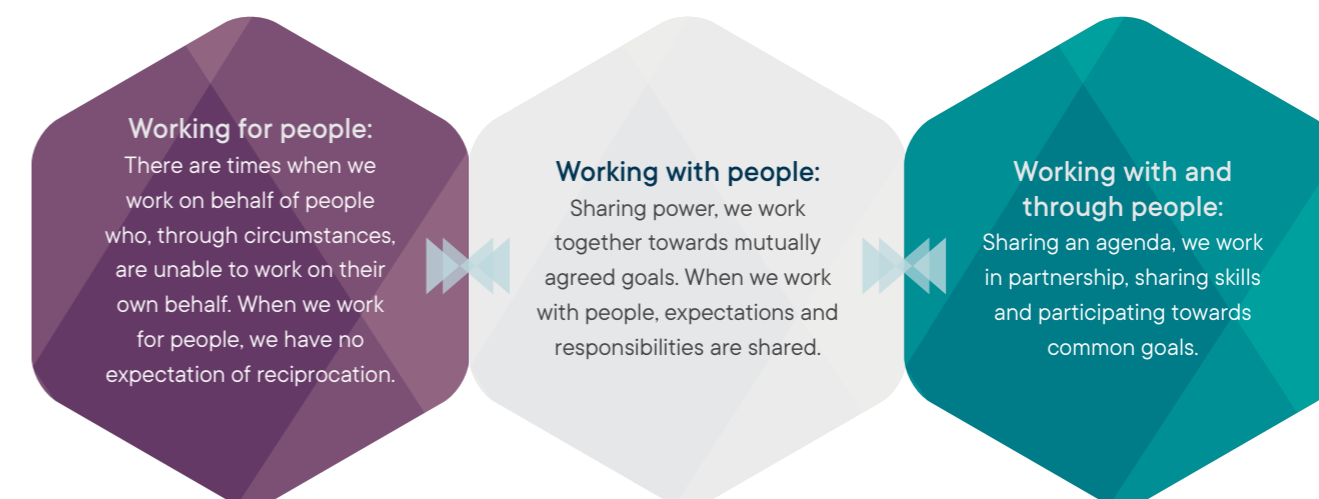 Working for people:
There are times when we
work on behalf of people
who, through circumstances,
are unable to work on their
own behalf. When we work
for people, we have no
expectation of reciprocation.
Working with people:
Sharing power, we work
together towards mutually
agreed goals. When we work
with people, expectations and
responsibilities are shared.
Working with and
through people:
Sharing an agenda, we work
in partnership, sharing skills
and participating towards
common goals.